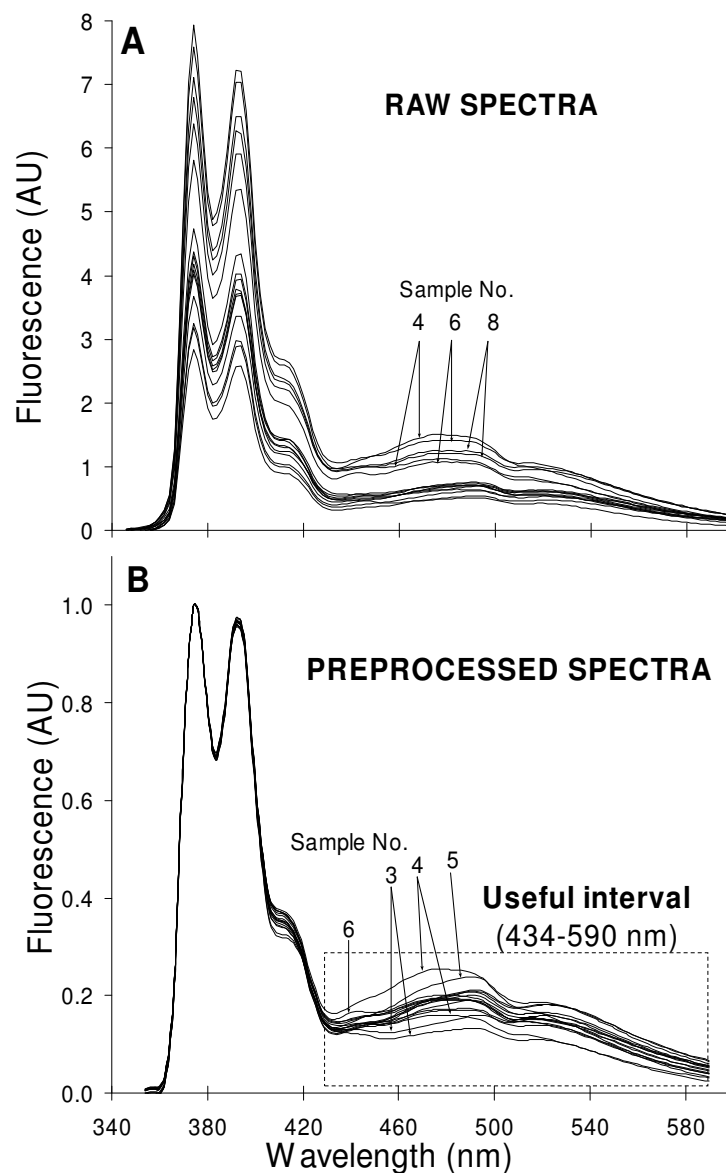 A
RAW SPECTRA
Fluorescence (AU)
8
7
6
5
4
3
2
1
0
Sample No.
4 6 8
B
PREPROCESSED SPECTRA
Fluorescence (AU)
1.0
0.8
0.6
0.4
0.2
0.0
Sample No.
6 3 4 5
Useful interval
(434-590 nm)
340 380 420 460 500 540 580
Wavelength (nm)